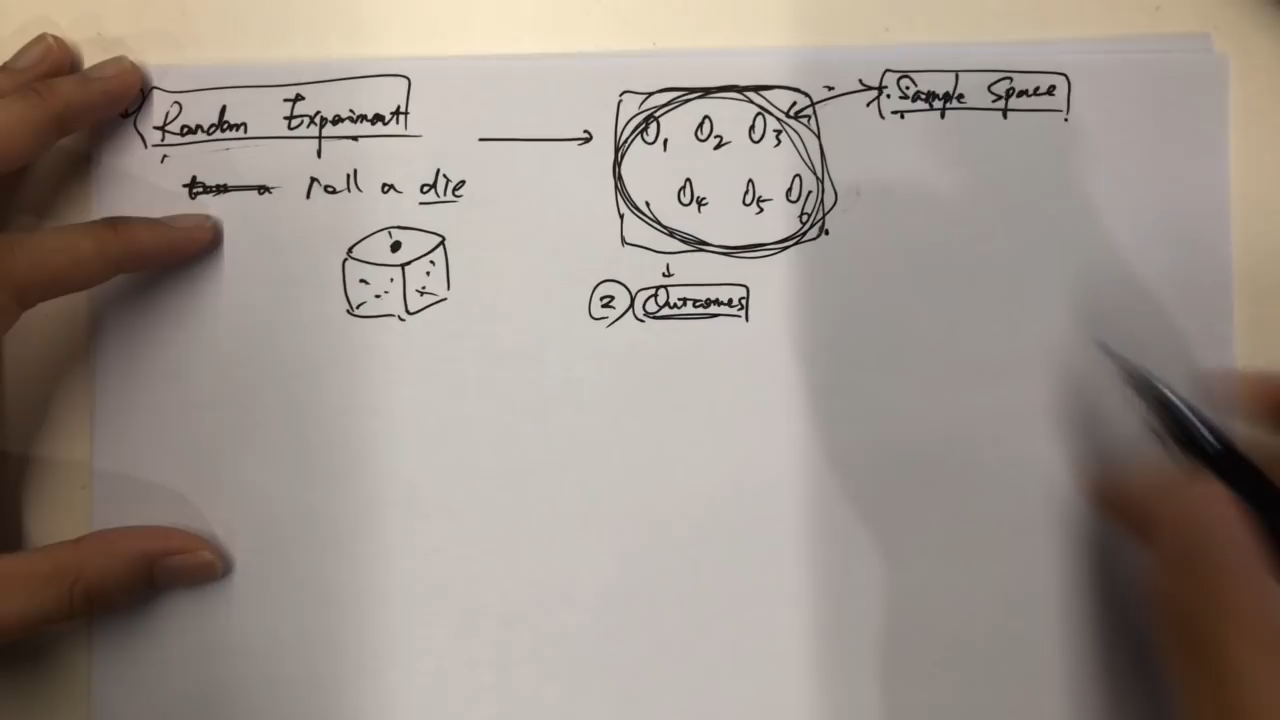 Random Experiment
roll a die
O1 O2 O3
O4 O5 O6
Sample Space
2 Outcomes